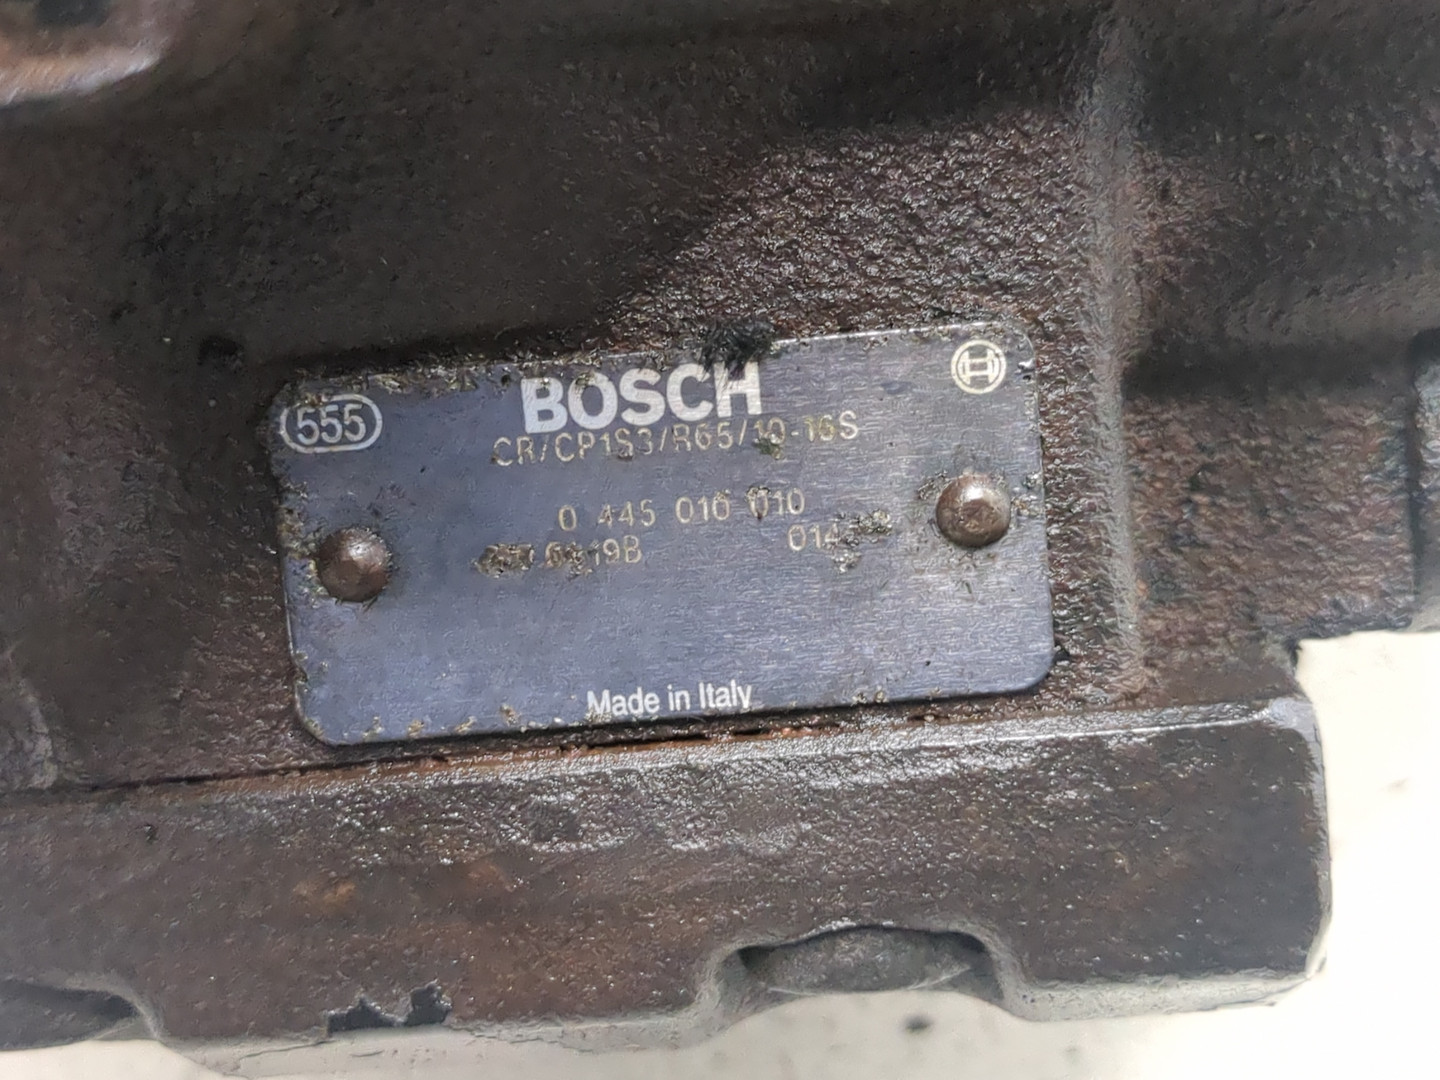 BOSCH
555
CR/CP1S3/R65/10-16S
0 445 010 010
Made in Italy